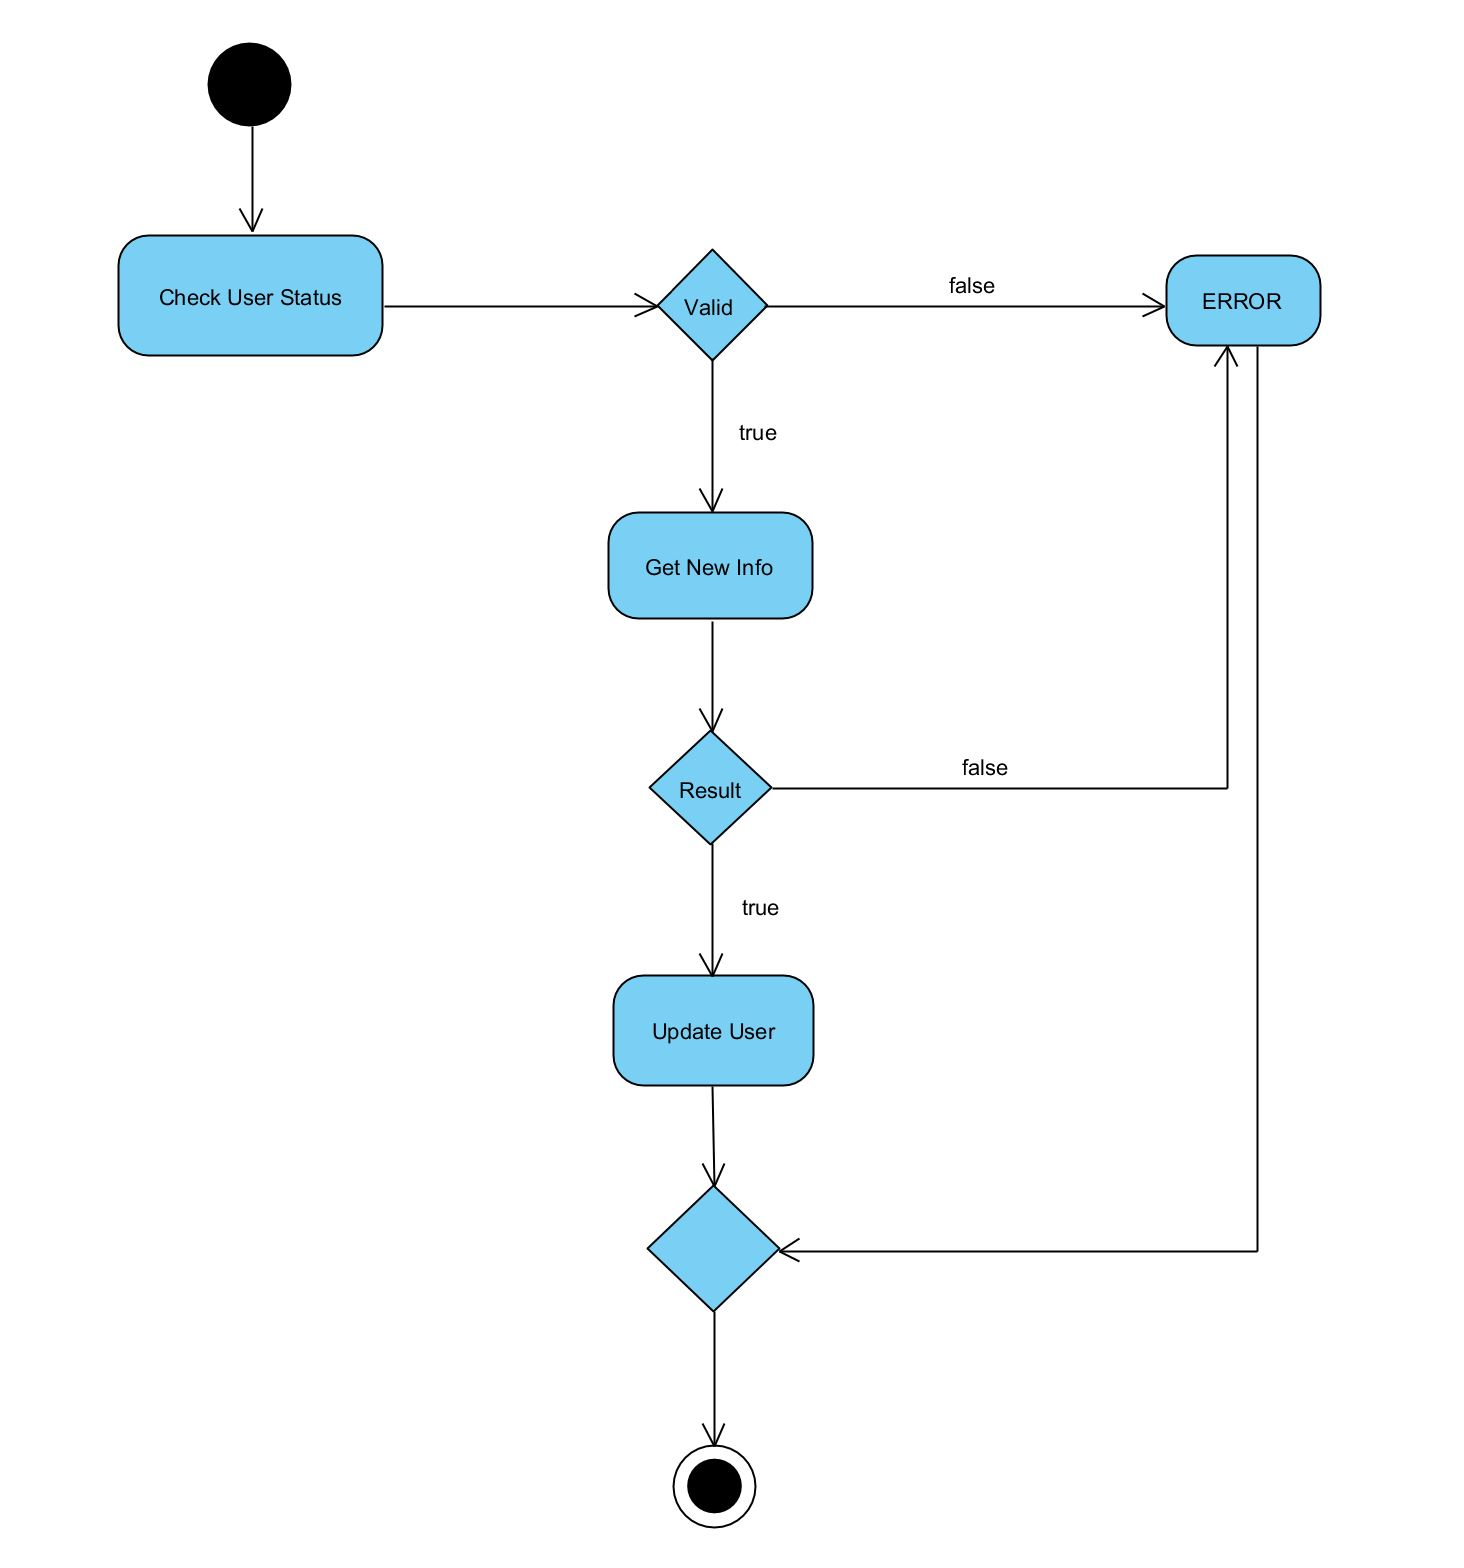 Check User Status
Valid
false
ERROR
true
Get New Info
Result
false
true
Update User